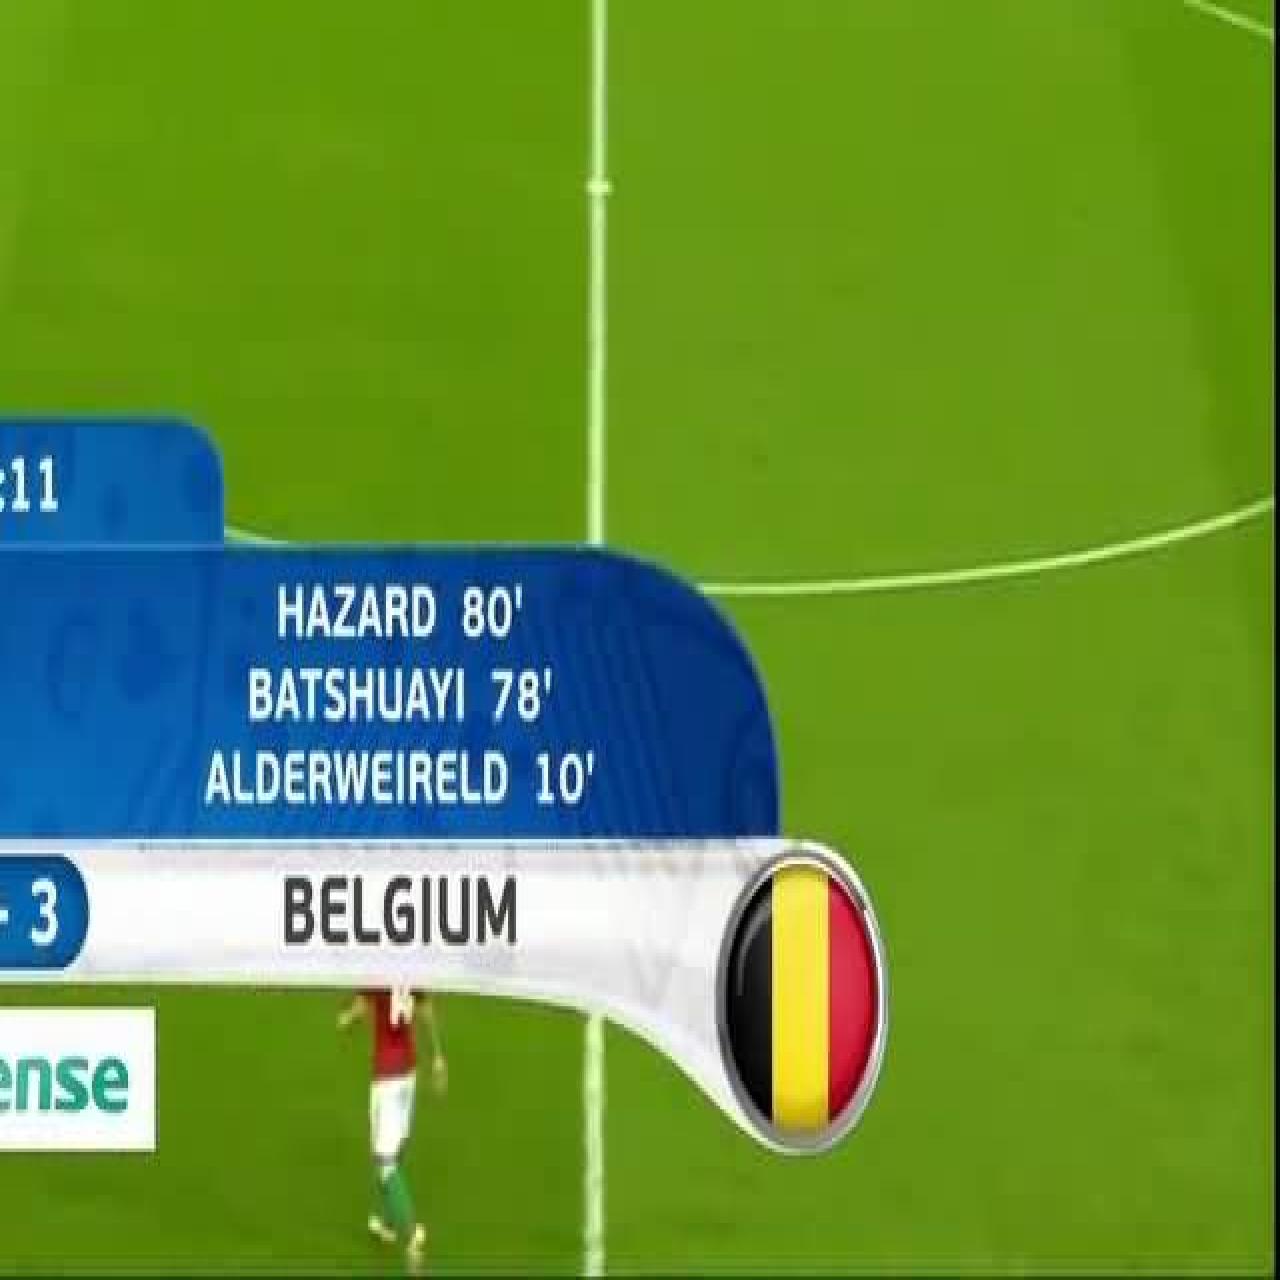 :11
HAZARD 80'
BATSHUAYI 78'
ALDERWEIRELD 10'
- 3 BELGIUM
ense